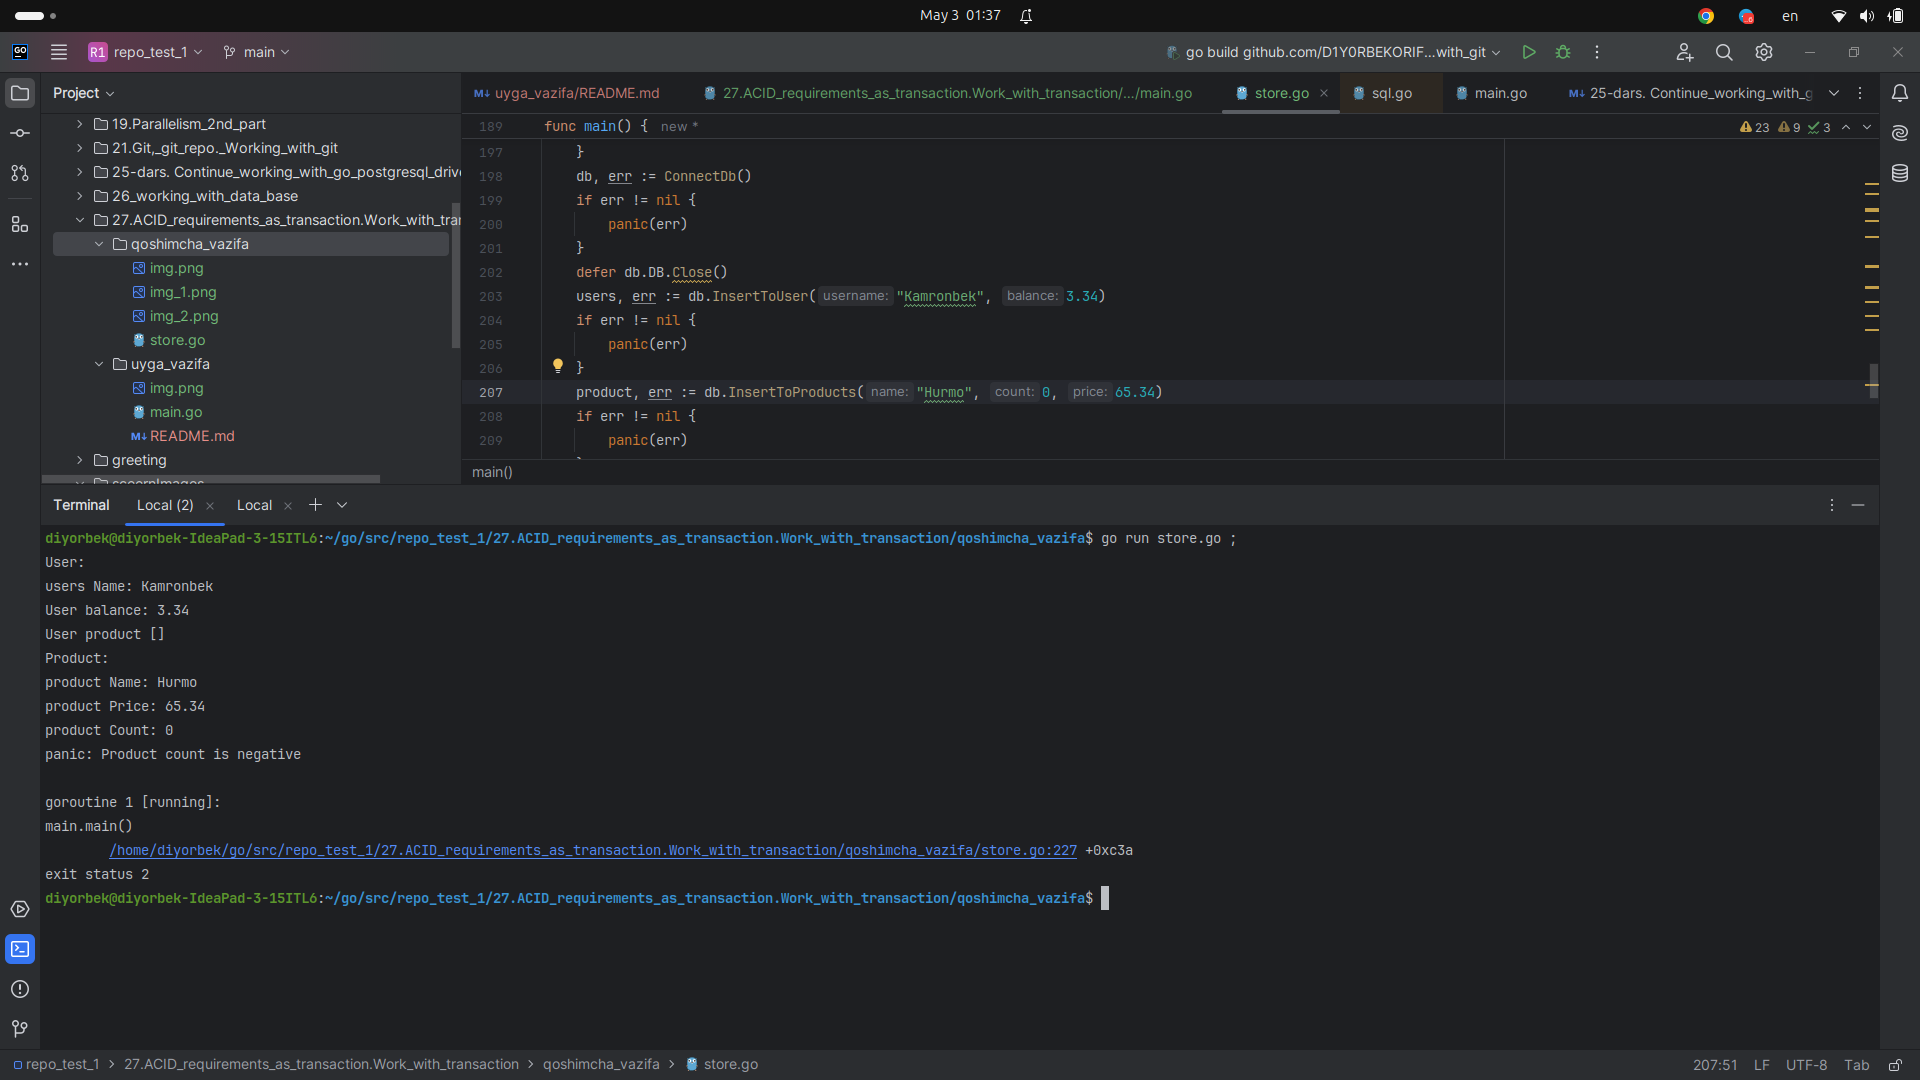 May 3 01:37
en
GO
R1 repo_test_1
main
go build github.com/D1Y0RBEKORIF...with_git
Project
uyga_vazifa/README.md
27.ACID_requirements_as_transaction.Work_with_transaction/.../main.go
store.go
sql.go
main.go
25-dars. Continue_working_with_g
19.Parallelism_2nd_part
21.Git,_git_repo._Working_with_git
25-dars. Continue_working_with_go_postgresql_drive
26_working_with_data_base
27.ACID_requirements_as_transaction.Work_with_tran
qoshimcha_vazifa
img.png
img_1.png
img_2.png
store.go
uyga_vazifa
img.png
main.go
README.md
greeting
189 func main() { new *
23 9 3
197 }
198 db, err := ConnectDb()
199 if err != nil {
200 panic(err)
201 }
202 defer db.DB.Close()
203 users, err := db.InsertToUser( username: "Kamronbek", balance: 3.34)
204 if err != nil {
205 panic(err)
206 }
207 product, err := db.InsertToProducts( name: "Hurmo", count: 0, price: 65.34)
208 if err != nil {
209 panic(err)
main()
Terminal
Local (2)
Local
diyorbek@diyorbek-IdeaPad-3-15ITL6:~/go/src/repo_test_1/27.ACID_requirements_as_transaction.Work_with_transaction/qoshimcha_vazifa$ go run store.go ;
User:
users Name: Kamronbek
User balance: 3.34
User product []
Product:
product Name: Hurmo
product Price: 65.34
product Count: 0
panic: Product count is negative
goroutine 1 [running]:
main.main()
/home/diyorbek/go/src/repo_test_1/27.ACID_requirements_as_transaction.Work_with_transaction/qoshimcha_vazifa/store.go:227 +0xc3a
exit status 2
diyorbek@diyorbek-IdeaPad-3-15ITL6:~/go/src/repo_test_1/27.ACID_requirements_as_transaction.Work_with_transaction/qoshimcha_vazifa$
repo_test_1 > 27.ACID_requirements_as_transaction.Work_with_transaction > qoshimcha_vazifa > store.go
207:51 LF UTF-8 Tab